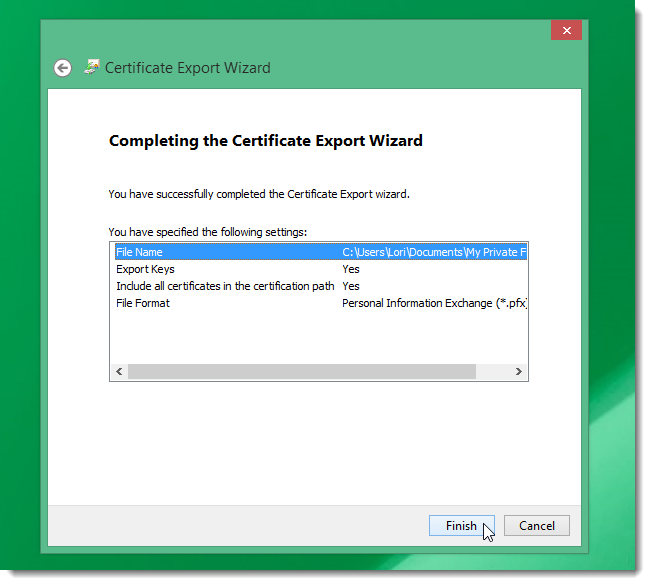 Certificate Export Wizard
Completing the Certificate Export Wizard
You have successfully completed the Certificate Export wizard.
You have specified the following settings:
File Name C:\Users\Lori\Documents\My Private F
Export Keys Yes
Include all certificates in the certification path Yes
File Format Personal Information Exchange (*.pfx)
Finish Cancel